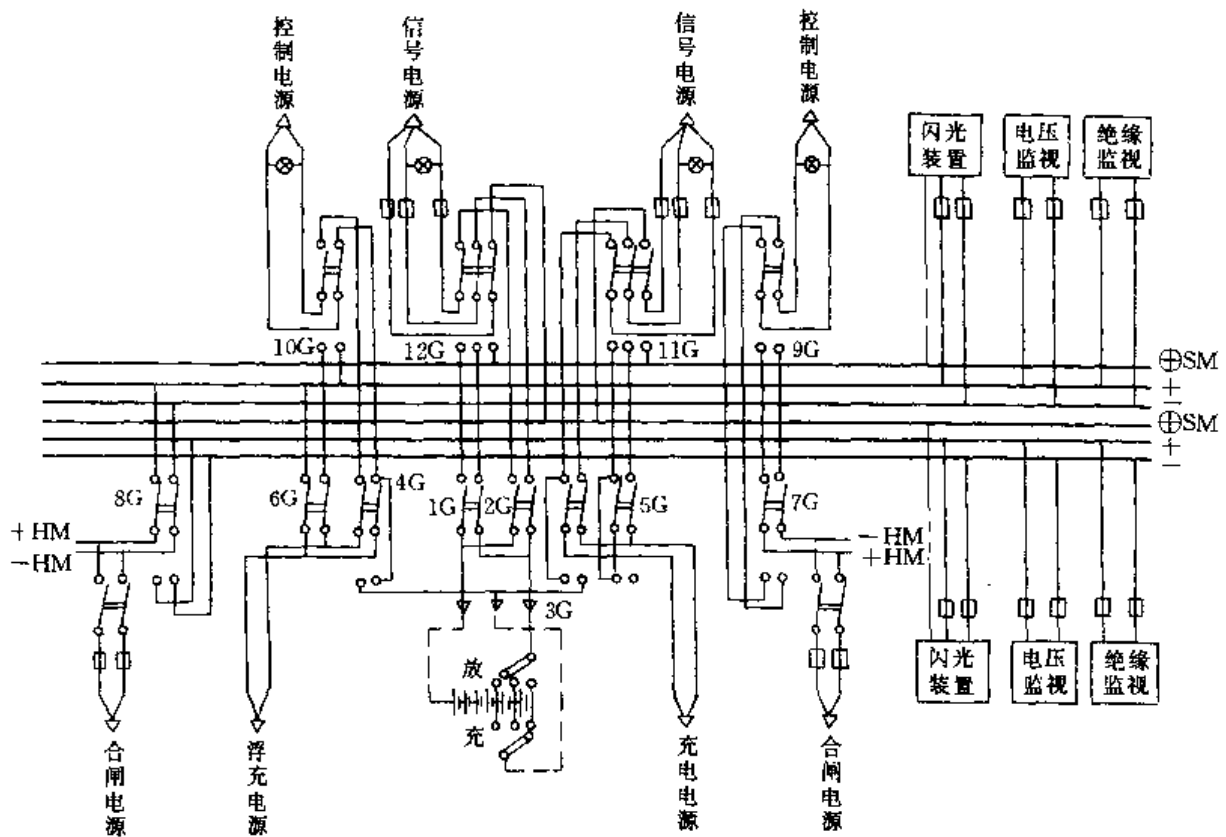 控制电源
信号电源
信号电源
控制电源
闪光装置
电压监视
绝缘监视
10G
12G
11G
9G
⊕SM
+
−
⊕SM
+
−
8G
6G
4G
1G
2G
5G
7G
+HM
−HM
−HM
+HM
3G
放
充
闪光装置
电压监视
绝缘监视
合闸电源
浮充电源
充电电源
合闸电源